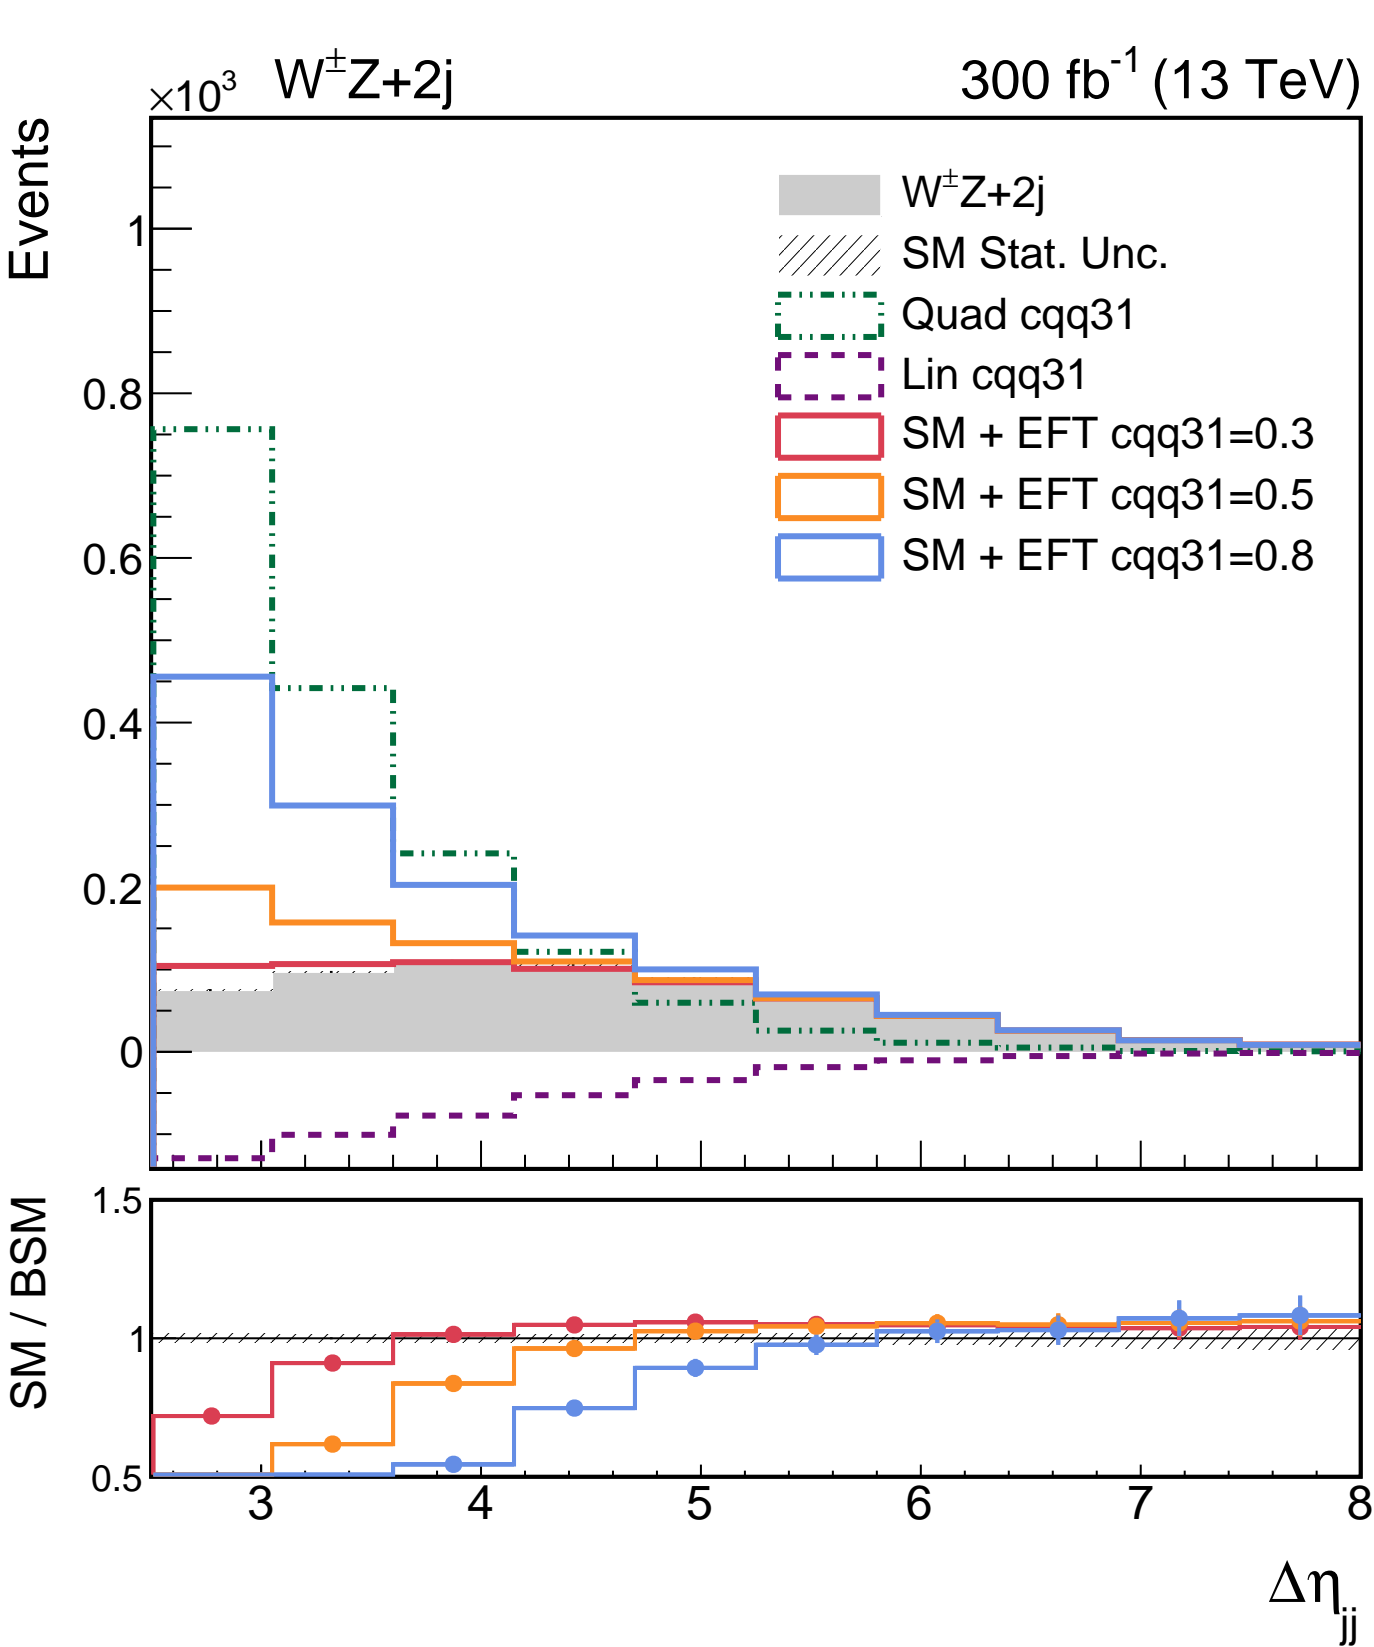 W±Z+2j 300 fb-1 (13 TeV)
×10³
Events
1
0.8
0.6
0.4
0.2
0
W±Z+2j
SM Stat. Unc.
Quad cqq31
Lin cqq31
SM + EFT cqq31=0.3
SM + EFT cqq31=0.5
SM + EFT cqq31=0.8
SM / BSM
1.5
1
0.5
3 4 5 6 7 8
Δηjj